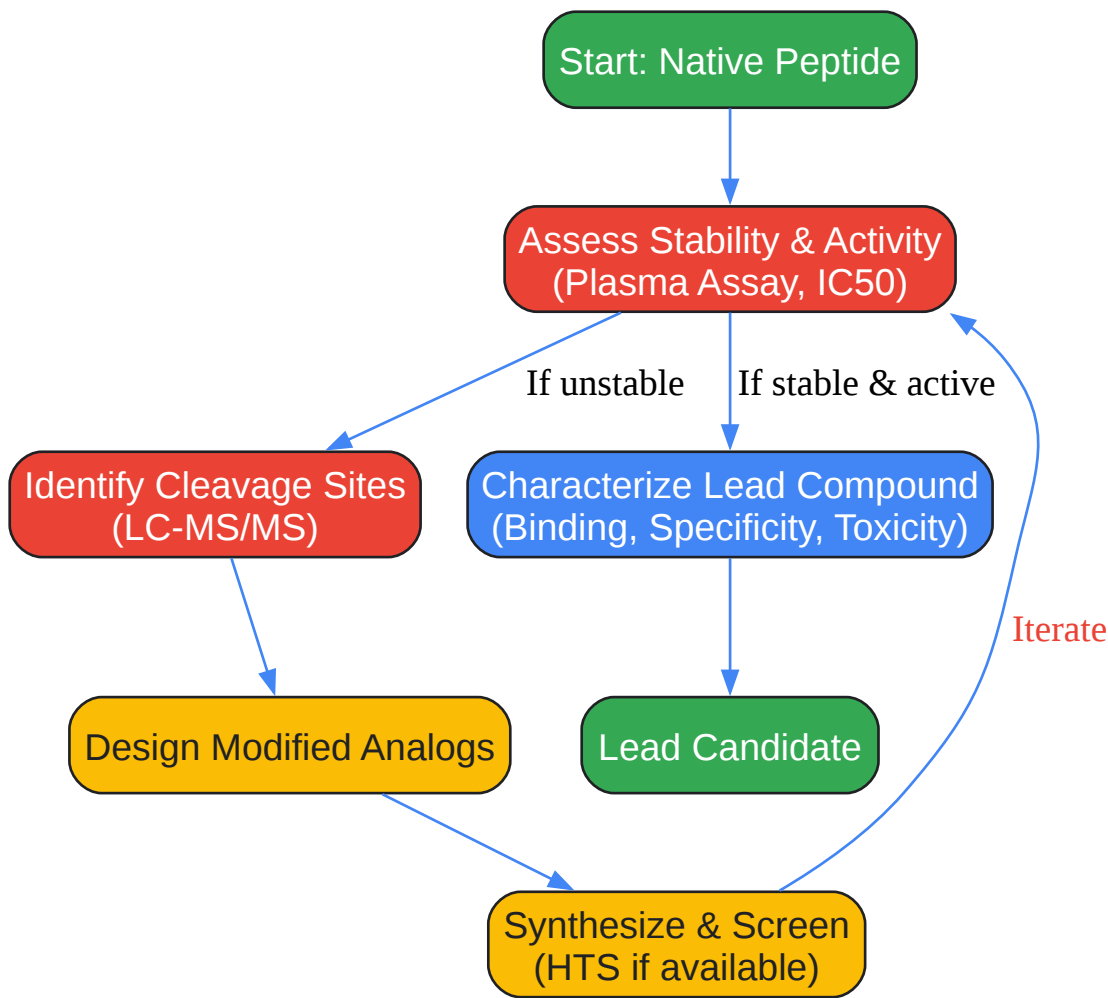 Start: Native Peptide
Assess Stability & Activity
(Plasma Assay, IC50)
If unstable
If stable & active
Identify Cleavage Sites
(LC-MS/MS)
Characterize Lead Compound
(Binding, Specificity, Toxicity)
Iterate
Design Modified Analogs
Lead Candidate
Synthesize & Screen
(HTS if available)